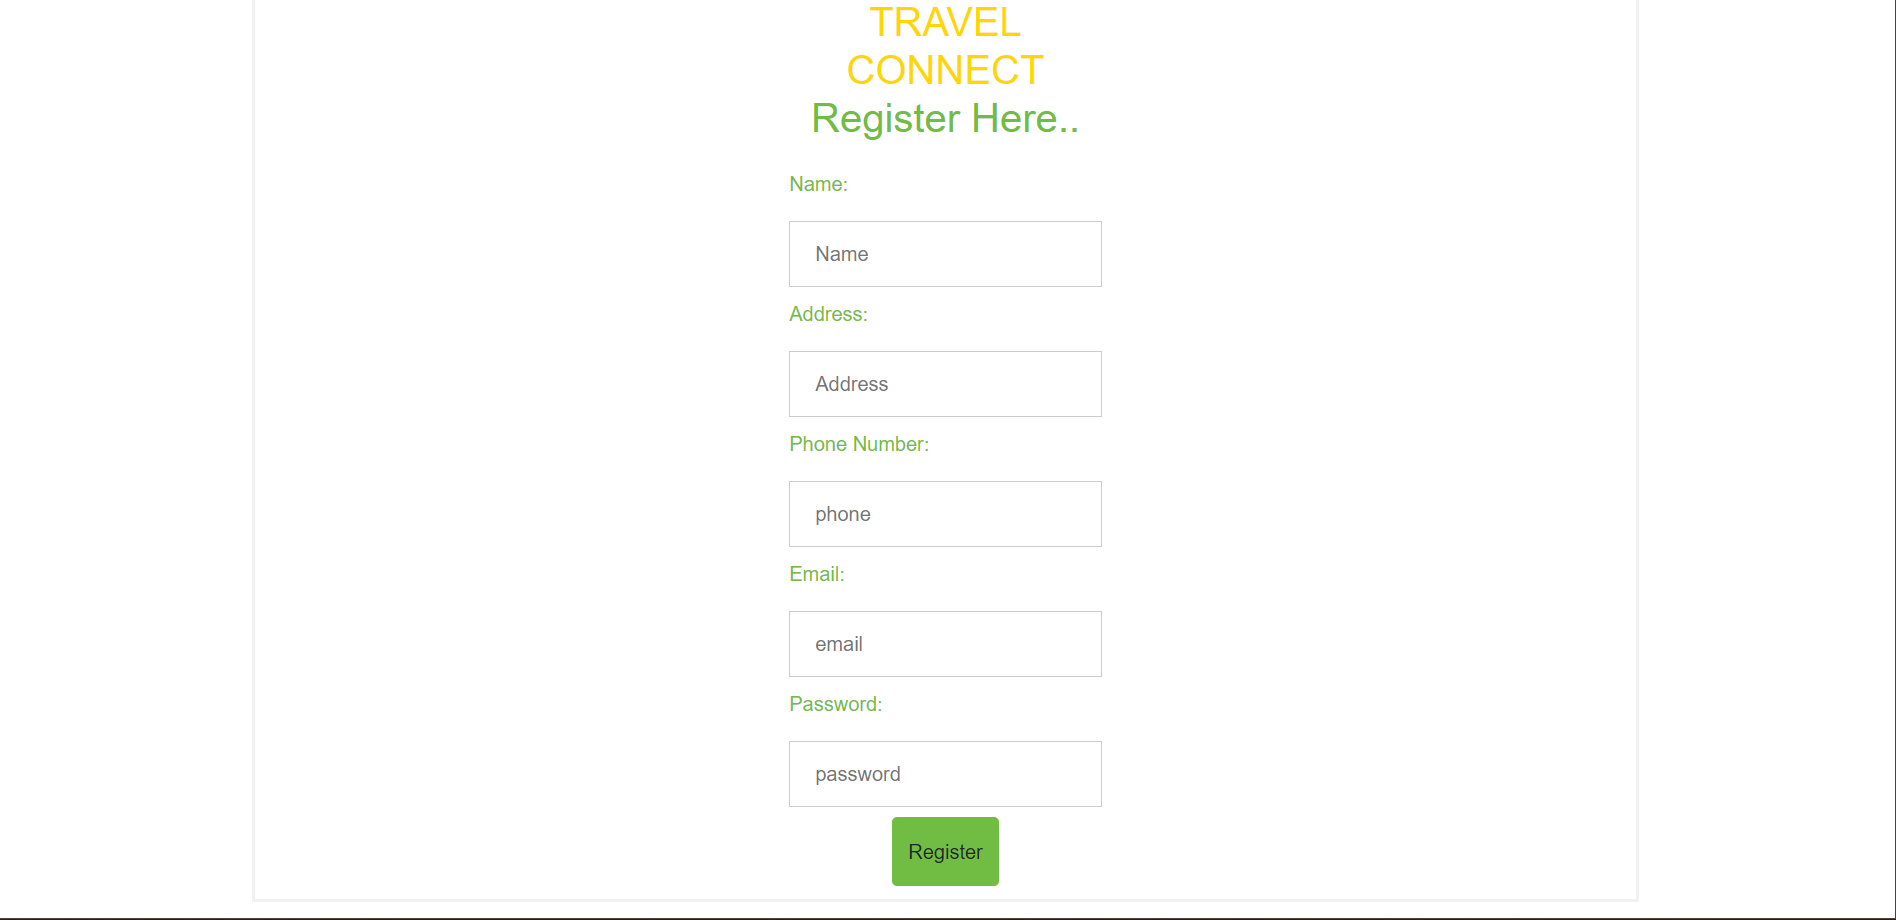 TRAVEL
CONNECT
Register Here..
Name:
Name
Address:
Address
Phone Number:
phone
Email:
email
Password:
password
Register